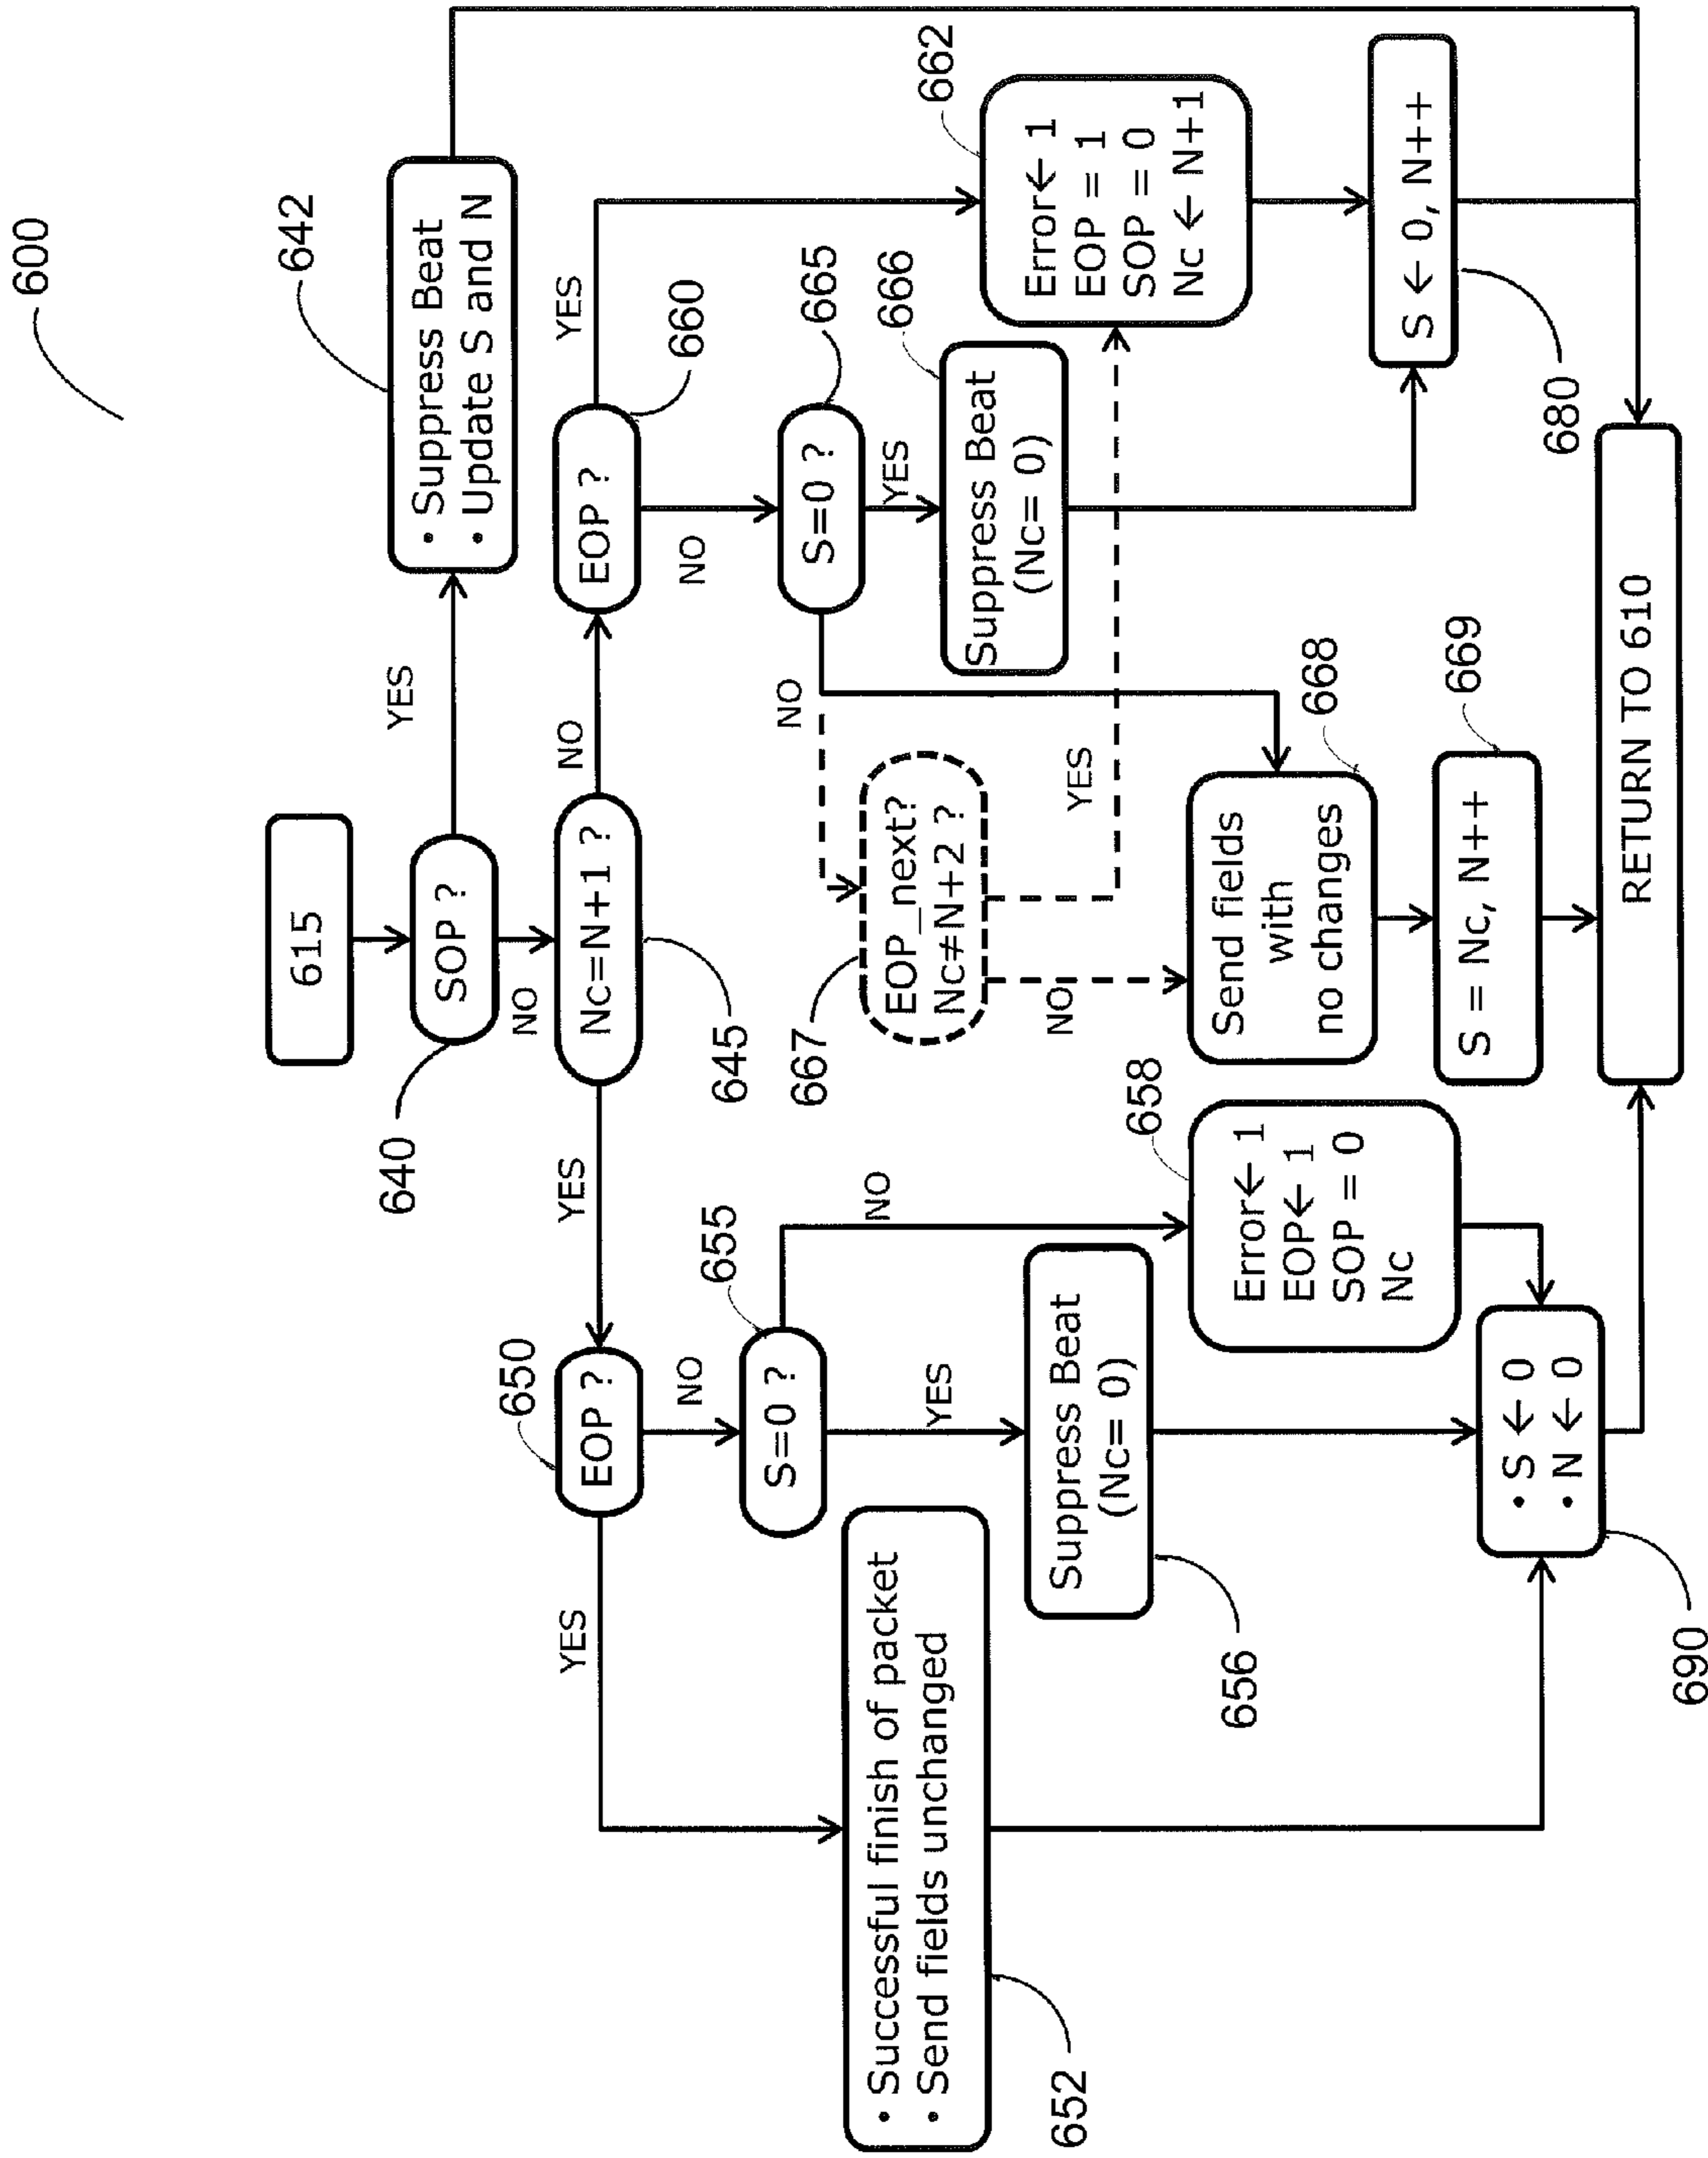 600
615
SOP ?
640
YES
• Suppress Beat
• Update S and N
642
NO
Nc=N+1 ?
645
YES
NO
EOP ?
650
EOP ?
660
YES
NO
YES
NO
S=0 ?
655
NO
YES
S=0 ?
665
NO
YES
• Successful finish of packet
• Send fields unchanged
652
Suppress Beat
(Nc= 0)
656
Error← 1
EOP← 1
SOP = 0
Nc
658
EOP_next?
Nc≠N+2 ?
667
NO
YES
Suppress Beat
(Nc= 0)
666
Error← 1
EOP = 1
SOP = 0
Nc ← N+1
662
Send fields
with
no changes
668
S = Nc, N++
669
S ← 0, N++
680
• S ← 0
• N ← 0
690
RETURN TO 610